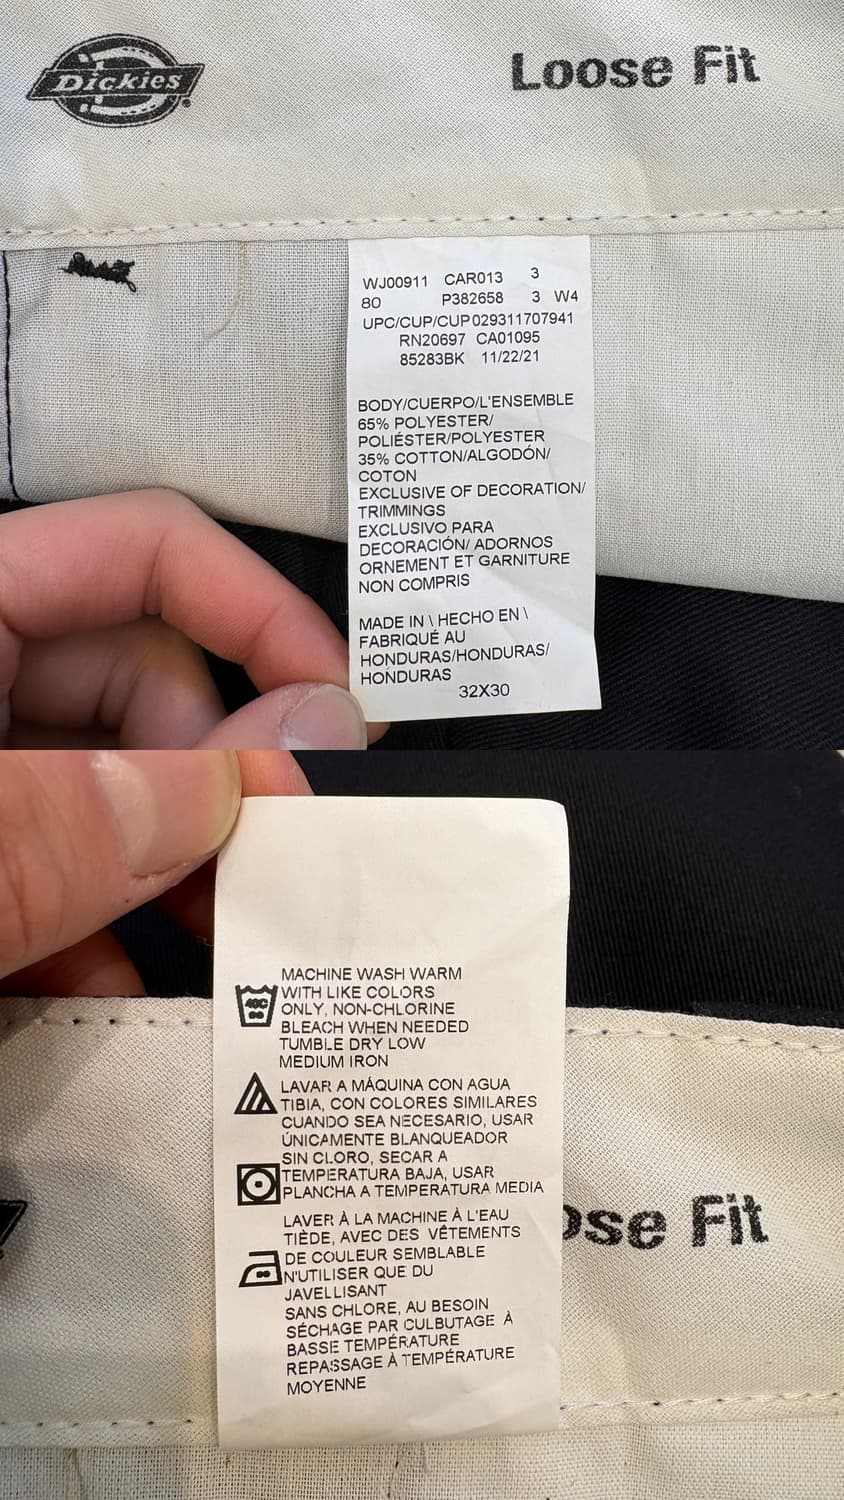 Dickies
Loose Fit
WJ00911 CAR013 3
80 P382658 3 W4
UPC/CUP/CUP029311707941
RN20697 CA01095
85283BK 11/22/21
BODY/CUERPO/L'ENSEMBLE
65% POLYESTER/
POLIÉSTER/POLYESTER
35% COTTON/ALGODÓN/
COTON
EXCLUSIVE OF DECORATION/
TRIMMINGS
EXCLUSIVO PARA
DECORACIÓN/ ADORNOS
ORNEMENT ET GARNITURE
NON COMPRIS
MADE IN \ HECHO EN \
FABRIQUÉ AU
HONDURAS/HONDURAS/
HONDURAS
32X30
MACHINE WASH WARM
WITH LIKE COLORS
ONLY, NON-CHLORINE
BLEACH WHEN NEEDED
TUMBLE DRY LOW
MEDIUM IRON
40C
LAVAR A MÁQUINA CON AGUA
TIBIA, CON COLORES SIMILARES
CUANDO SEA NECESARIO, USAR
ÚNICAMENTE BLANQUEADOR
SIN CLORO, SECAR A
TEMPERATURA BAJA, USAR
PLANCHA A TEMPERATURA MEDIA
LAVER À LA MACHINE À L'EAU
TIÈDE, AVEC DES VÊTEMENTS
DE COULEUR SEMBLABLE
N'UTILISER QUE DU
JAVELLISANT
SANS CHLORE, AU BESOIN
SÉCHAGE PAR CULBUTAGE À
BASSE TEMPÉRATURE
REPASSAGE À TEMPÉRATURE
MOYENNE
ose Fit